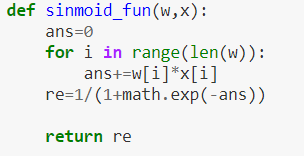 def sinmoid_fun(w,x):
    ans=0
    for i in range(len(w)):
        ans+=w[i]*x[i]
    re=1/(1+math.exp(-ans))
    return re